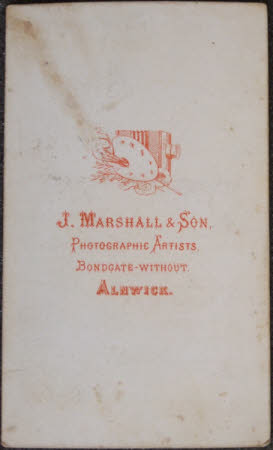 J. MARSHALL & SON,
PHOTOGRAPHIC ARTISTS,
BONDGATE-WITHOUT.
ALNWICK.